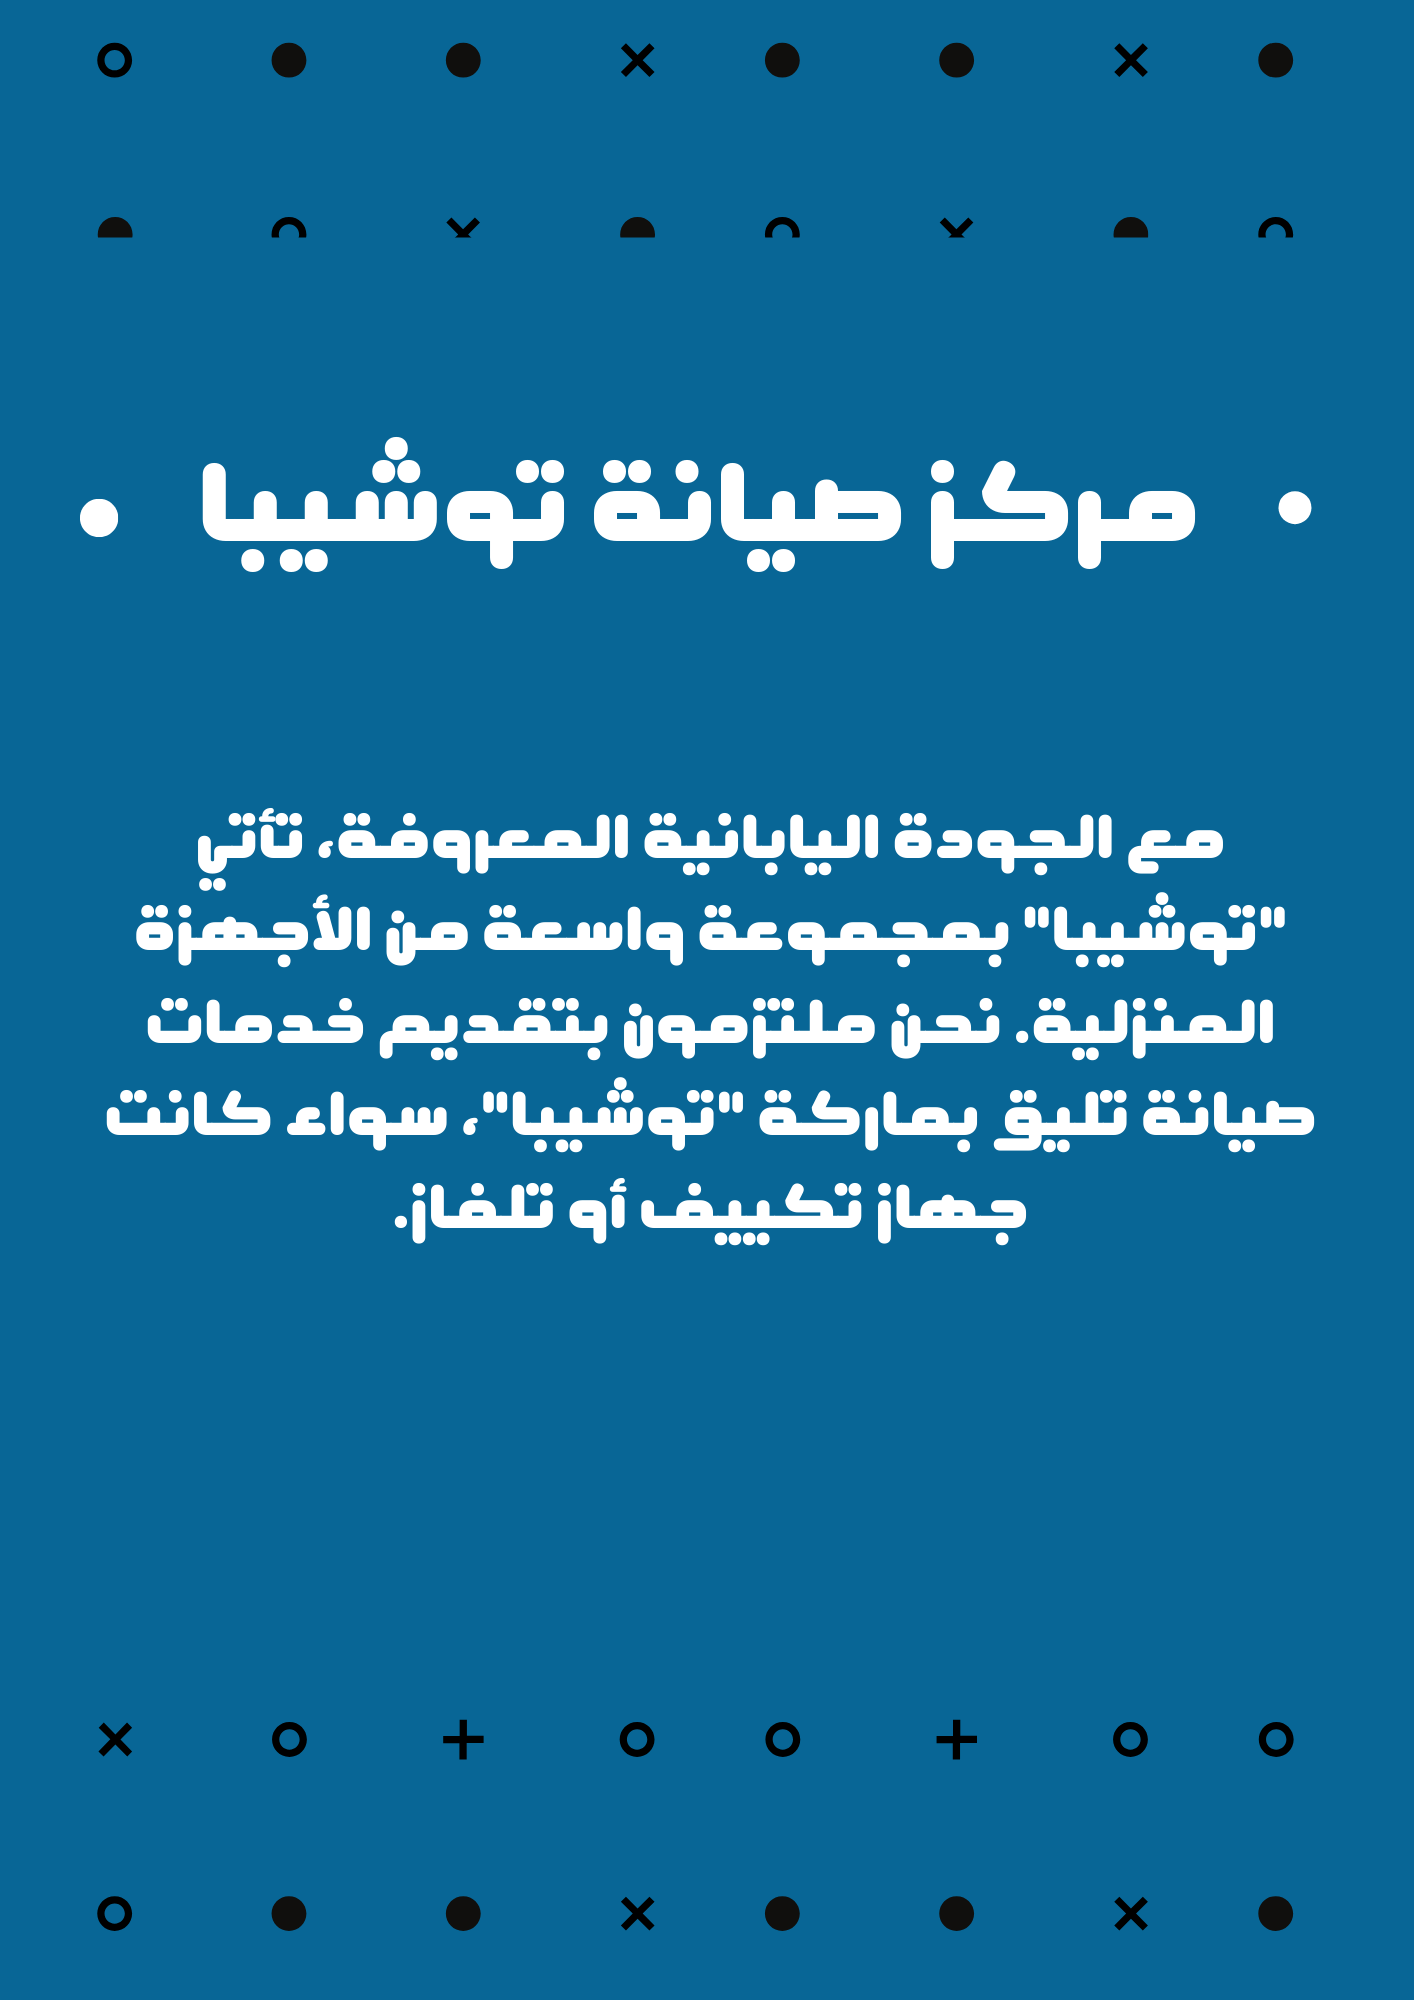 مركز صيانة توشيبا
مع الجودة اليابانية المعروفة، تأتي
"توشيبا" بمجموعة واسعة من الأجهزة
المنزلية. نحن ملتزمون بتقديم خدمات
صيانة تليق بماركة "توشيبا"، سواء كانت
جهاز تكييف أو تلفاز.